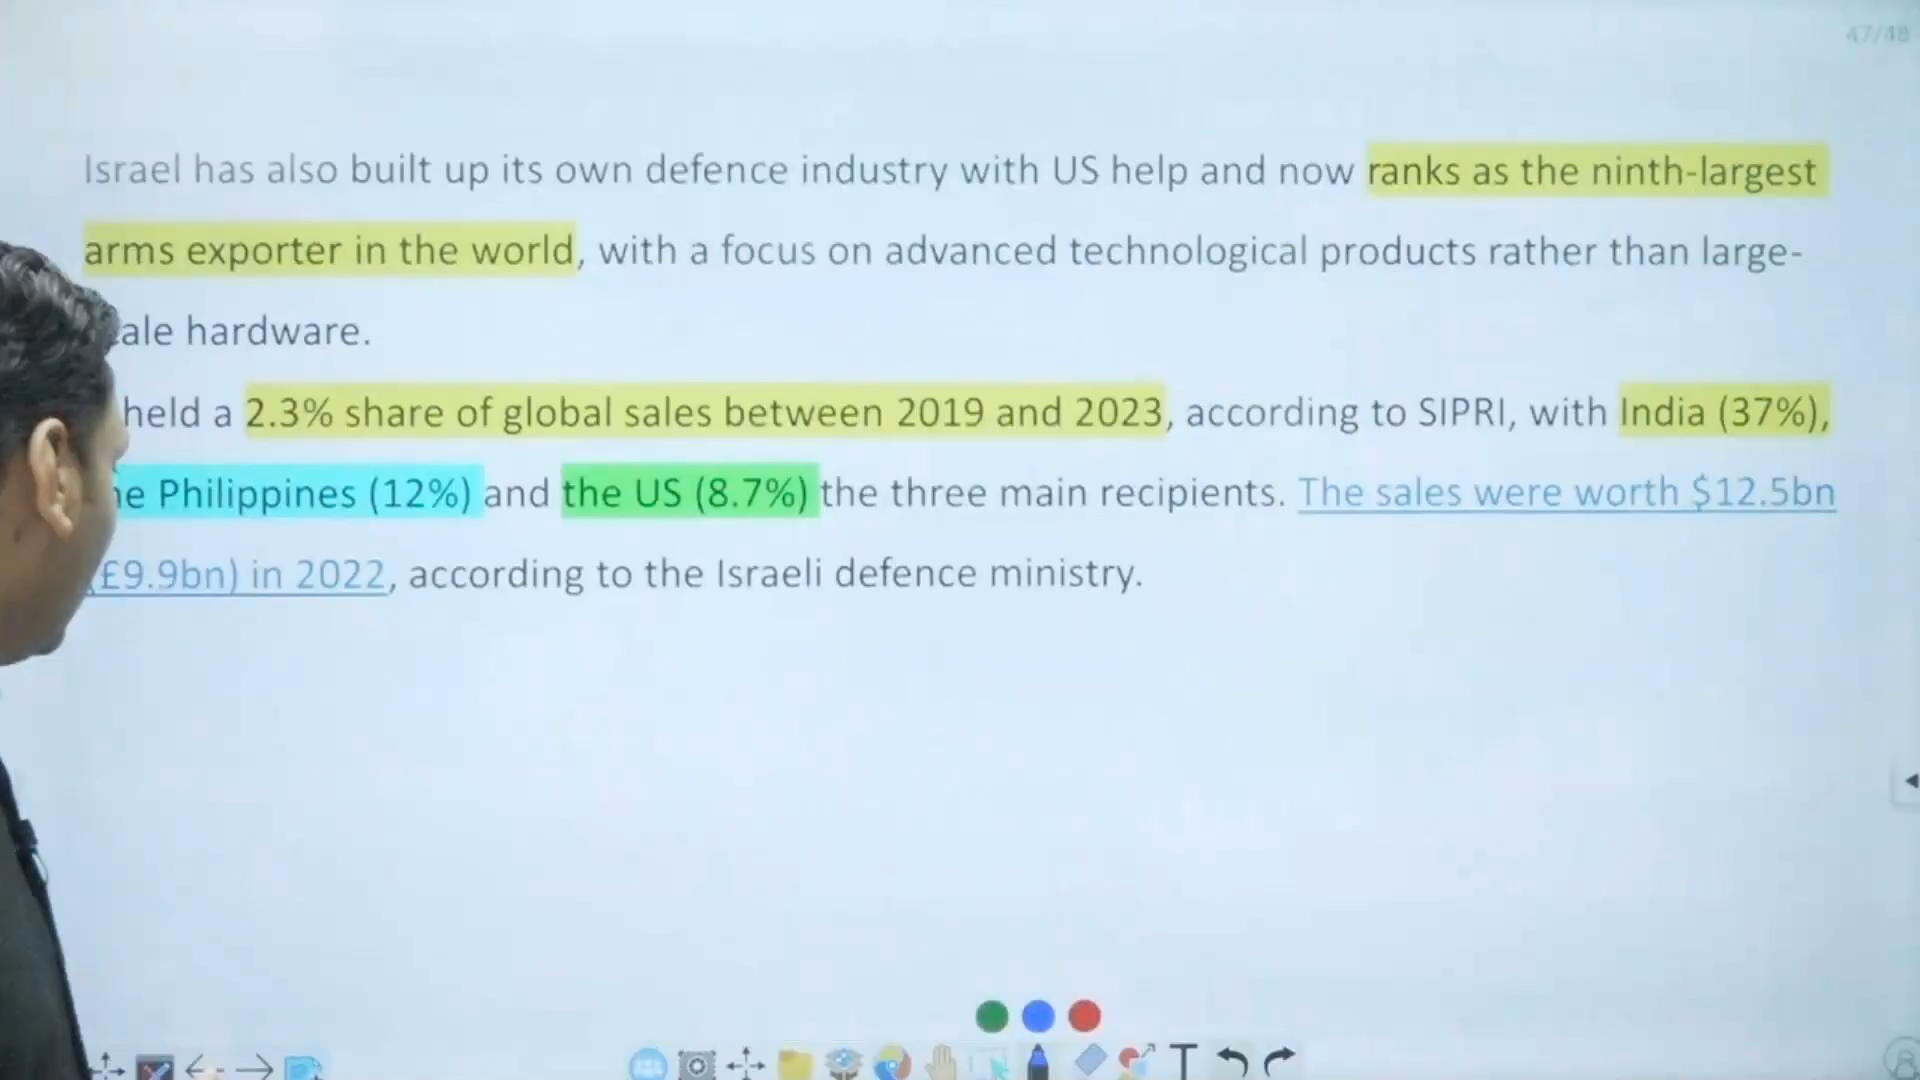 47/48
Israel has also built up its own defence industry with US help and now ranks as the ninth-largest
arms exporter in the world, with a focus on advanced technological products rather than large-
ale hardware.
held a 2.3% share of global sales between 2019 and 2023, according to SIPRI, with India (37%),
he Philippines (12%) and the US (8.7%) the three main recipients. The sales were worth $12.5bn
(£9.9bn) in 2022, according to the Israeli defence ministry.
T